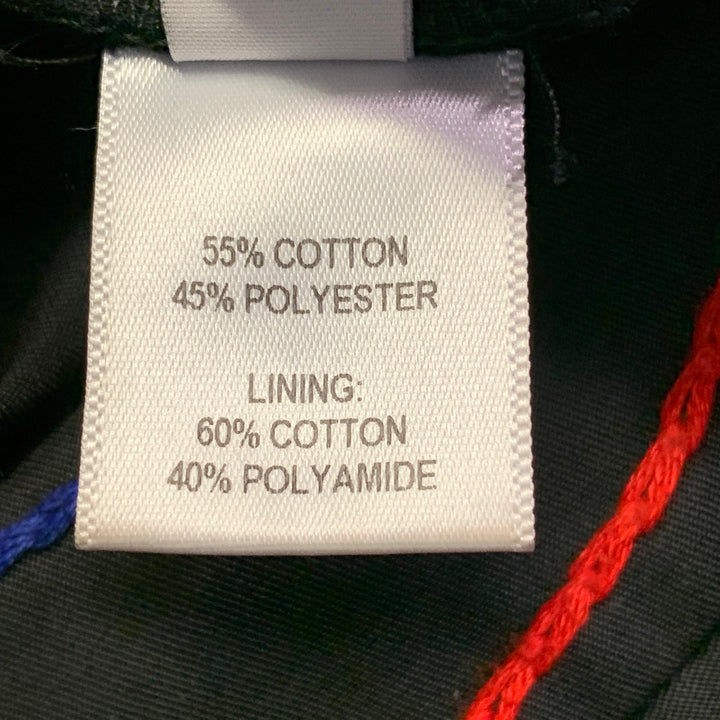 55% COTTON
45% POLYESTER
LINING:
60% COTTON
40% POLYAMIDE